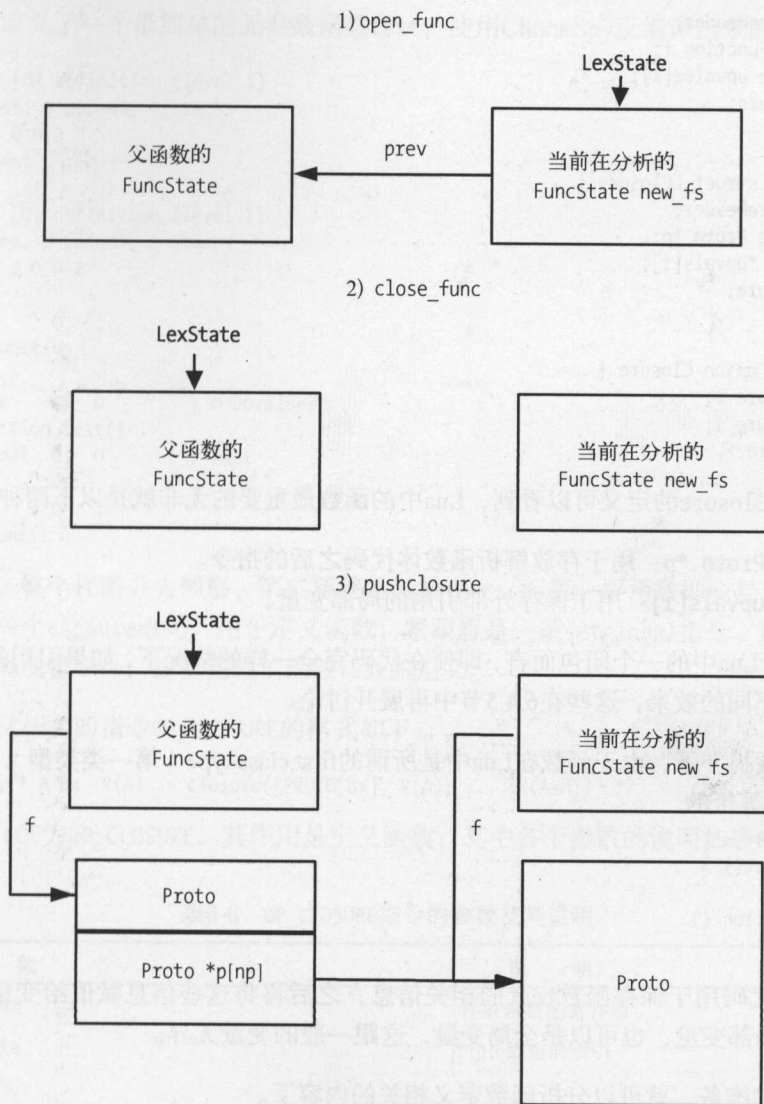 1) open_func
LexState
父函数的
FuncState
prev
当前在分析的
FuncState new_fs
2) close_func
LexState
父函数的
FuncState
当前在分析的
FuncState new_fs
3) pushclosure
LexState
父函数的
FuncState
当前在分析的
FuncState new_fs
f
f
Proto
Proto *p[np]
Proto